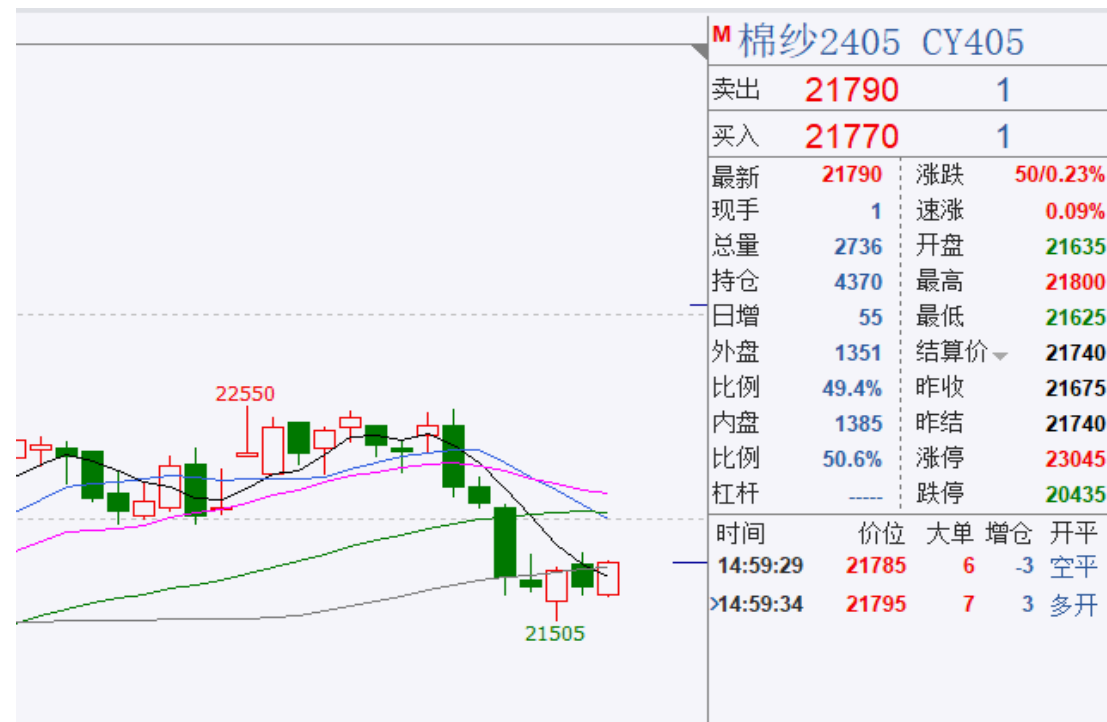 M 棉纱2405 CY405
卖出 21790 1
买入 21770 1
最新 21790 涨跌 50/0.23%
现手 1 速涨 0.09%
总量 2736 开盘 21635
持仓 4370 最高 21800
日增 55 最低 21625
外盘 1351 结算价 21740
比例 49.4% 昨收 21675
内盘 1385 昨结 21740
比例 50.6% 涨停 23045
杠杆 ----- 跌停 20435
时间 价位 大单 增仓 开平
14:59:29 21785 6 -3 空平
14:59:34 21795 7 3 多开
22550
21505